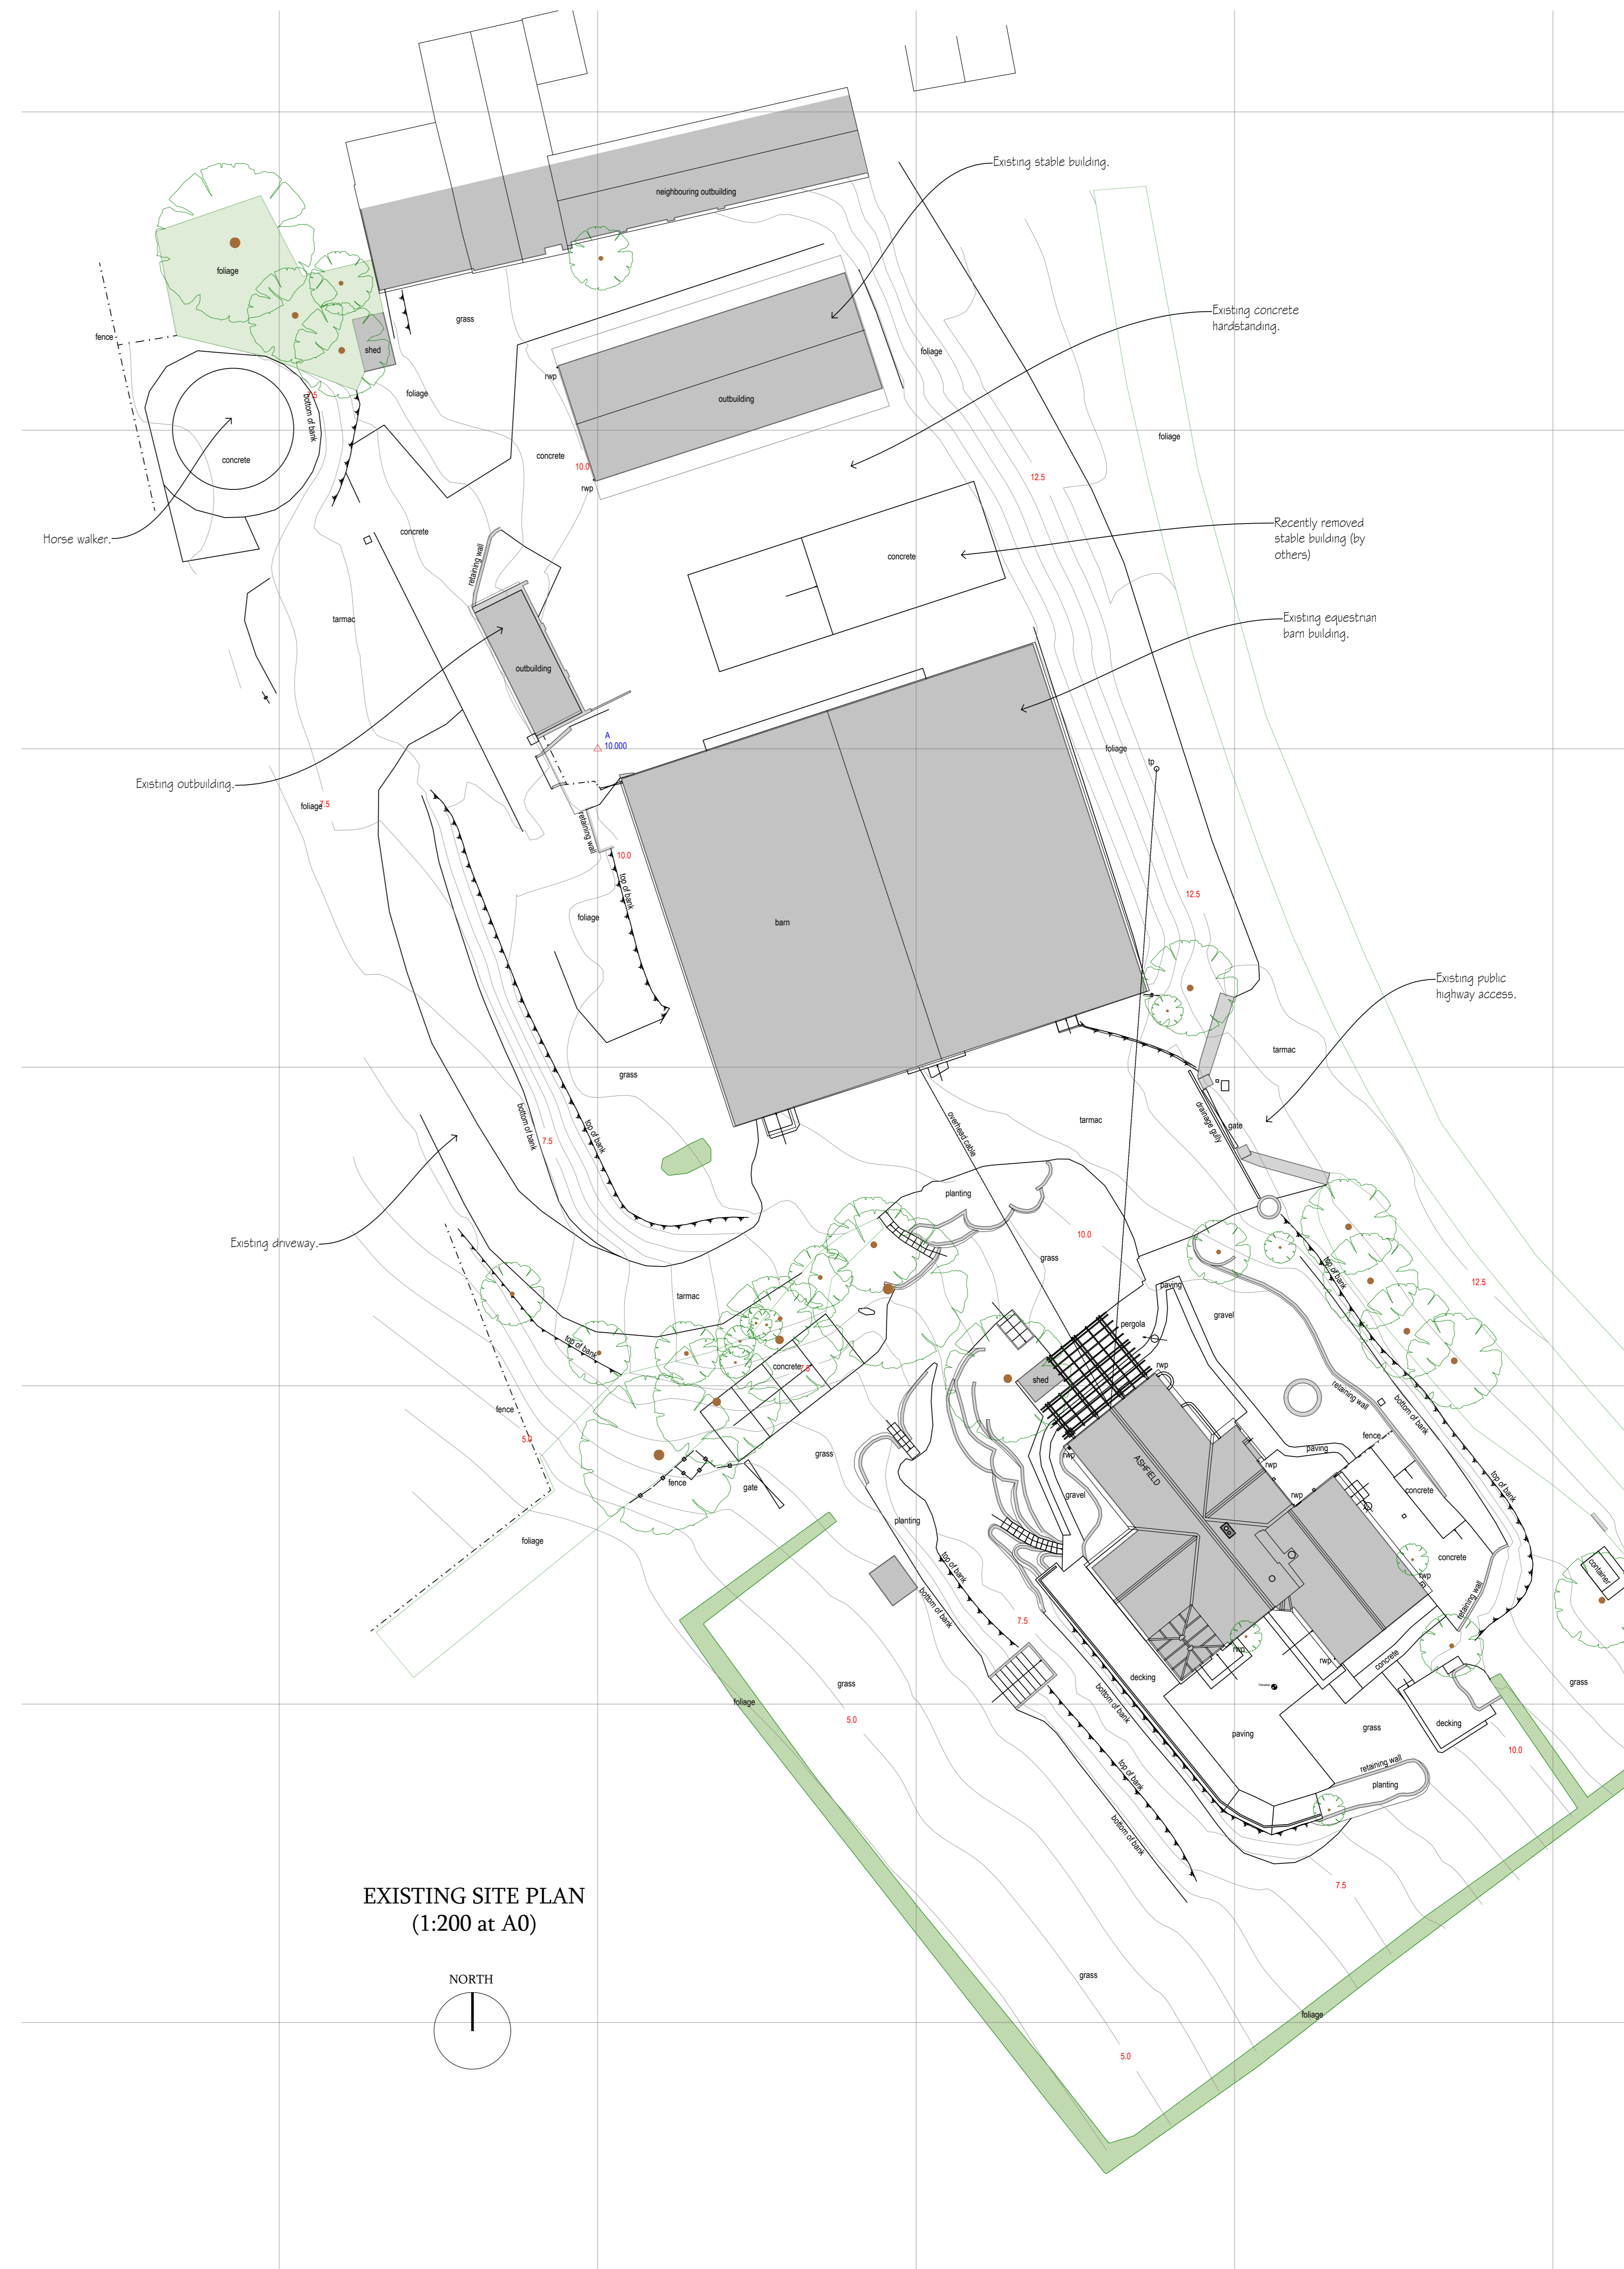 Existing stable building.
neighbouring outbuilding
foliage
grass
fence
shed
Existing concrete
hardstanding.
foliage
rwp
7.5
foliage
outbuilding
bottom of bank
foliage
concrete
concrete
10.0
12.5
rwp
Recently removed
stable building (by
others)
concrete
Horse walker.
retaining wall
concrete
tarmac
Existing equestrian
barn building.
outbuilding
A
10.000
foliage
tp
Existing outbuilding.
foliage
7.5
retaining wall
10.0
top of bank
12.5
foliage
barn
Existing public
highway access.
tarmac
grass
bottom of bank
top of bank
7.5
overhead cable
tarmac
drainage gully
gate
planting
10.0
Existing driveway.
grass
top of bank
12.5
paving
tarmac
gravel
pergola
top of bank
concrete
7.5
rwp
shed
retaining wall
bottom of bank
fence
5.0
grass
fence
paving
rwp
ASHFIELD
rwp
fence
gate
gravel
rwp
concrete
top of bank
planting
foliage
top of bank
concrete
container
rwp
bottom of bank
retaining wall
7.5
rwp
rwp
concrete
decking
grass
grass
bottom of bank
foliage
5.0
paving
grass
decking
10.0
top of bank
retaining wall
planting
bottom of bank
7.5
EXISTING SITE PLAN
(1:200 at A0)
NORTH
grass
foliage
5.0